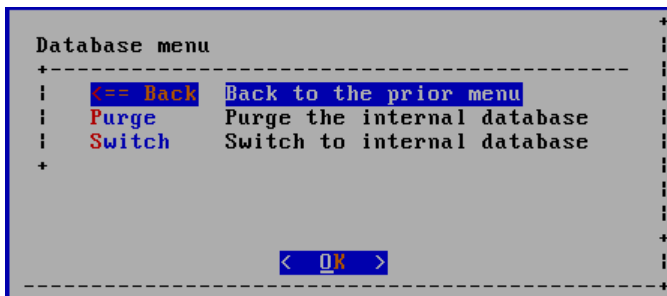 Database menu
<== Back Back to the prior menu
Purge Purge the internal database
Switch Switch to internal database
< OK >